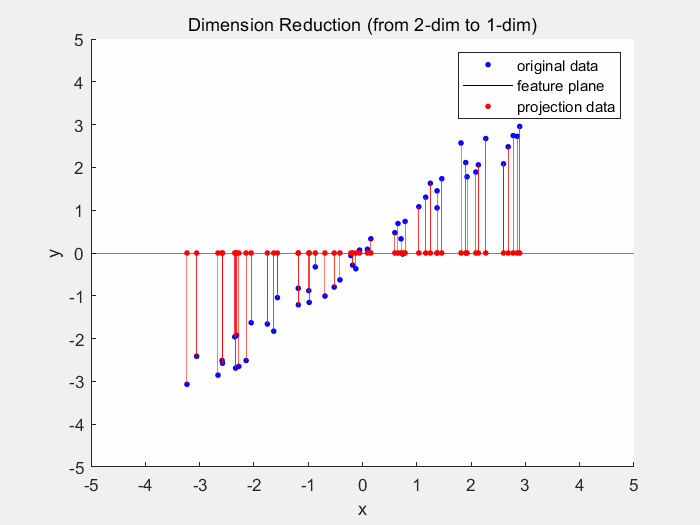 Dimension Reduction (from 2-dim to 1-dim)
original data
feature plane
projection data
5
4
3
2
1
0
-1
-2
-3
-4
-5
y
-5 -4 -3 -2 -1 0 1 2 3 4 5
x